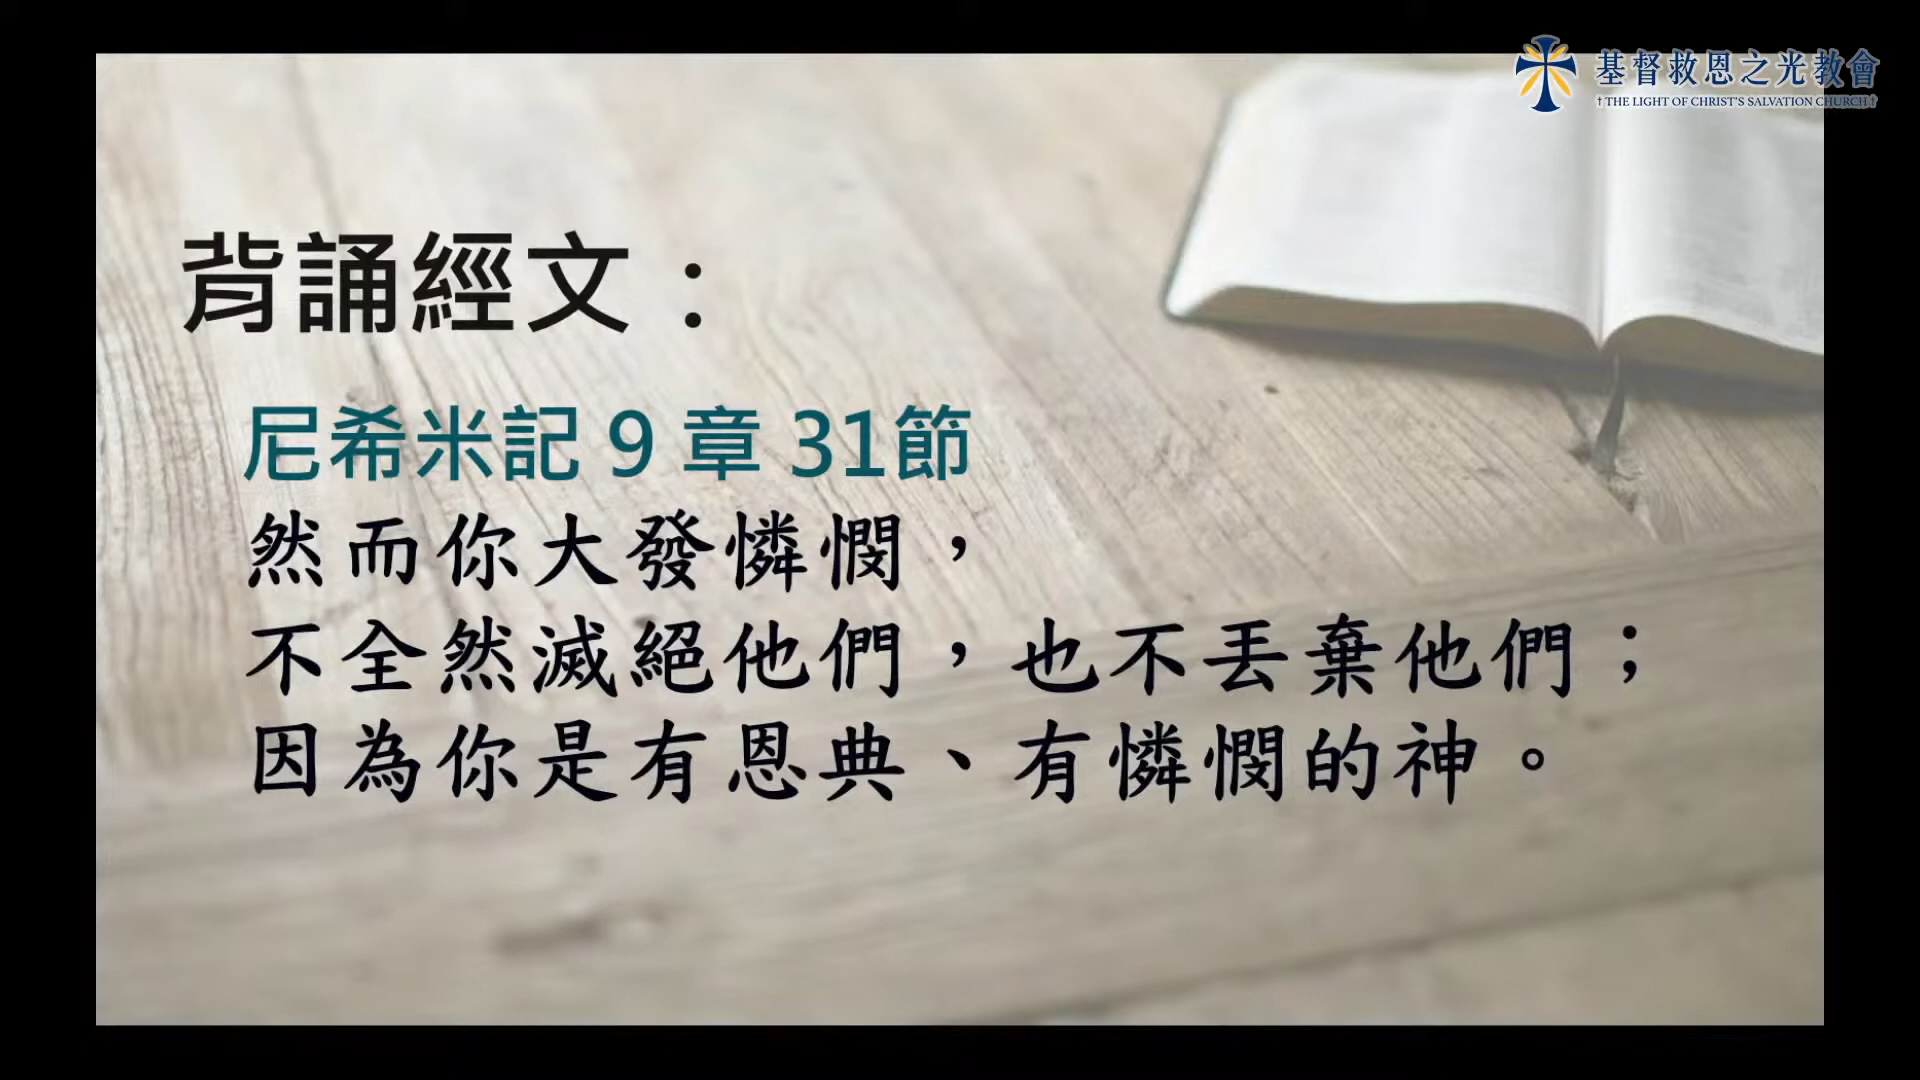 基督救恩之光教會
†THE LIGHT OF CHRIST'S SALVATION CHURCH†
背誦經文：
尼希米記 9 章 31節
然而你大發憐憫，
不全然滅絕他們，也不丟棄他們；
因為你是有恩典、有憐憫的神。